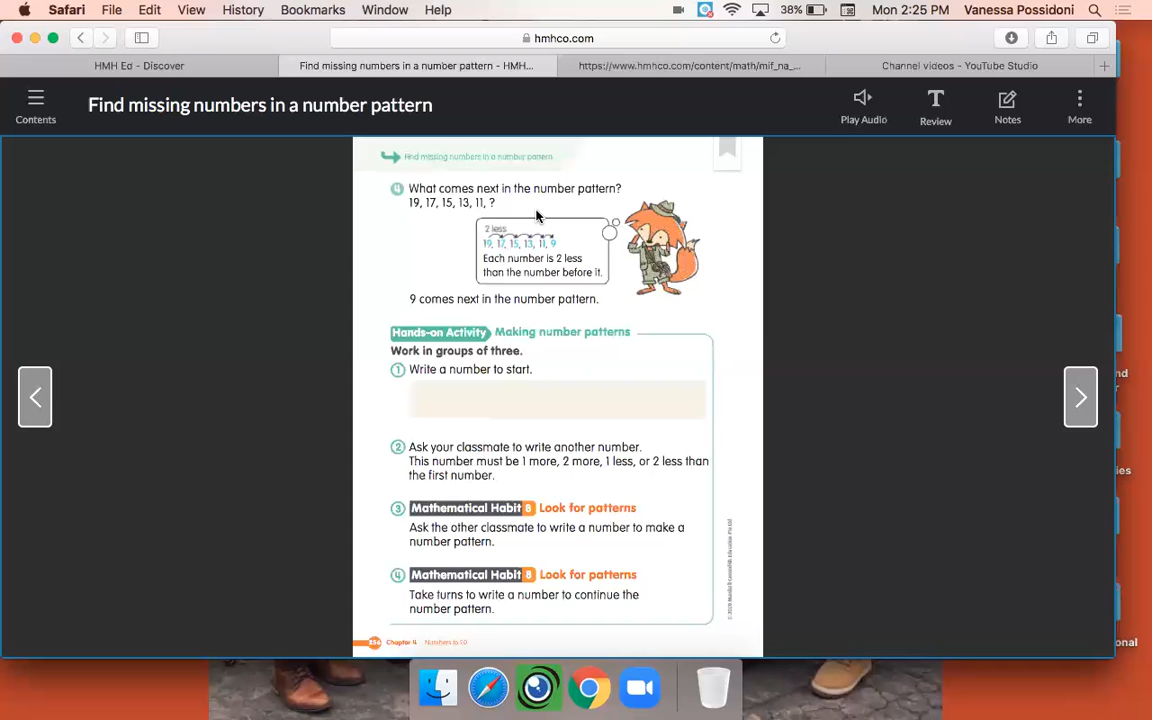 Safari File Edit View History Bookmarks Window Help 38% Mon 2:25 PM Vanessa Possidoni
hmhco.com
HMH Ed - Discover Find missing numbers in a number pattern - HMH... https://www.hmhco.com/content/math/mif_na_... Channel videos - YouTube Studio
Contents Find missing numbers in a number pattern Play Audio T Review Notes More
Find missing numbers in a number pattern
4 What comes next in the number pattern?
19, 17, 15, 13, 11, ?
2 less
19, 17, 15, 13, 11, 9
Each number is 2 less
than the number before it.
9 comes next in the number pattern.
Hands-on Activity Making number patterns
Work in groups of three.
1 Write a number to start.
2 Ask your classmate to write another number.
This number must be 1 more, 2 more, 1 less, or 2 less than
the first number.
3 Mathematical Habit 8 Look for patterns
Ask the other classmate to write a number to make a
number pattern.
4 Mathematical Habit 8 Look for patterns
Take turns to write a number to continue the
number pattern.
Chapter 4 Numbers to 20